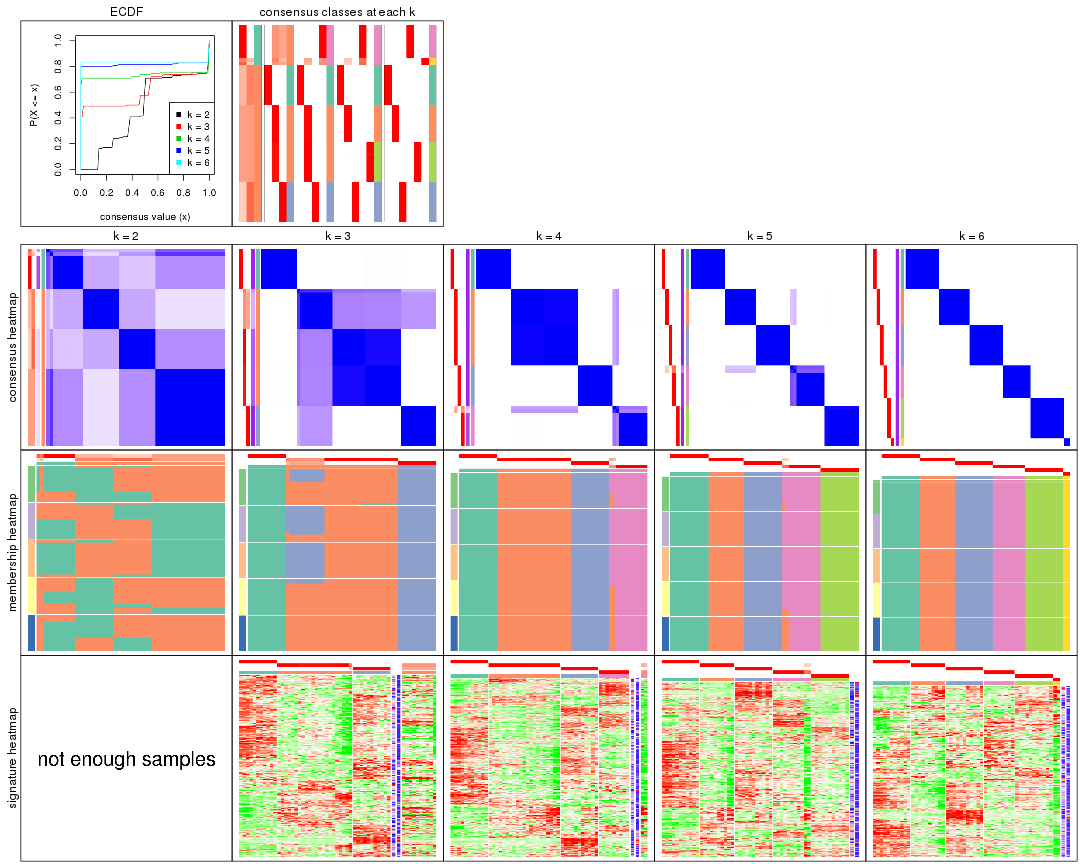 ECDF
consensus classes at each k
P(X <= x)
0.0 0.2 0.4 0.6 0.8 1.0
k = 2
k = 3
k = 4
k = 5
k = 6
0.0 0.2 0.4 0.6 0.8 1.0
consensus value (x)
k = 2
k = 3
k = 4
k = 5
k = 6
consensus heatmap
membership heatmap
signature heatmap
not enough samples